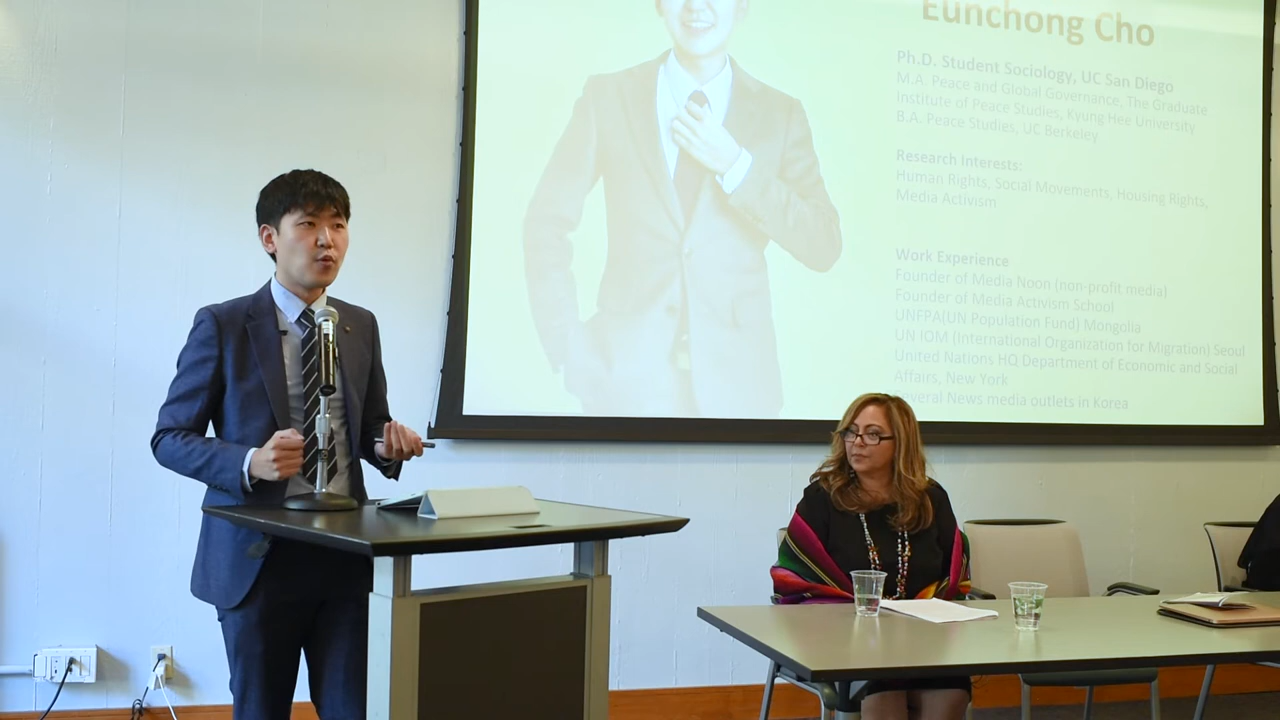 Eunchong Cho
Ph.D. Student Sociology, UC San Diego
M.A. Peace and Global Governance, The Graduate
Institute of Peace Studies, Kyung Hee University
B.A. Peace Studies, UC Berkeley
Research Interests:
Human Rights, Social Movements, Housing Rights,
Media Activism
Work Experience
Founder of Media Noon (non-profit media)
Founder of Media Activism School
UNFPA(UN Population Fund) Mongolia
UN IOM (International Organization for Migration) Seoul
United Nations HQ Department of Economic and Social
Affairs, New York
Several News media outlets in Korea